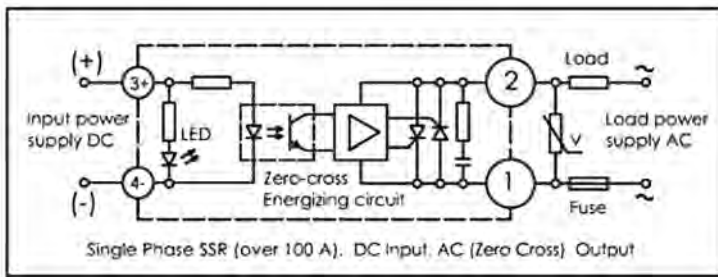 (+)
3+
2
Load
~
Input power
supply DC
LED
V
Load power
supply AC
(-)
4-
Zero-cross
Energizing circuit
1
Fuse
~
Single Phase SSR (over 100 A). DC Input, AC (Zero Cross) Output